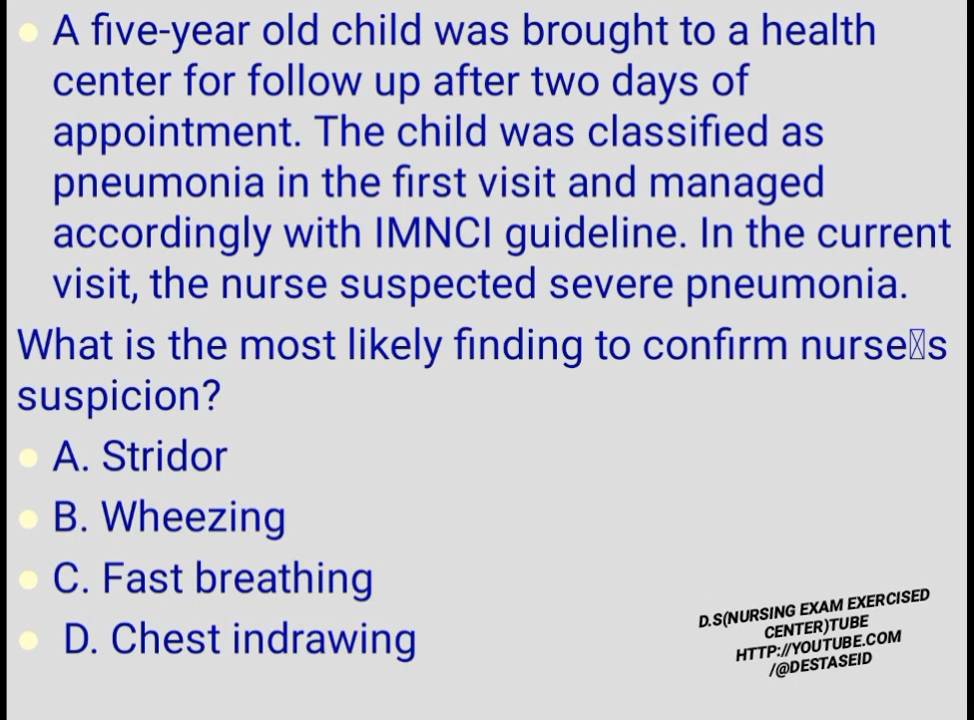 A five-year old child was brought to a health
center for follow up after two days of
appointment. The child was classified as
pneumonia in the first visit and managed
accordingly with IMNCI guideline. In the current
visit, the nurse suspected severe pneumonia.
What is the most likely finding to confirm nurse□s
suspicion?
A. Stridor
B. Wheezing
C. Fast breathing
D. Chest indrawing
D.S(NURSING EXAM EXERCISED
CENTER)TUBE
HTTP://YOUTUBE.COM
/@DESTASEID